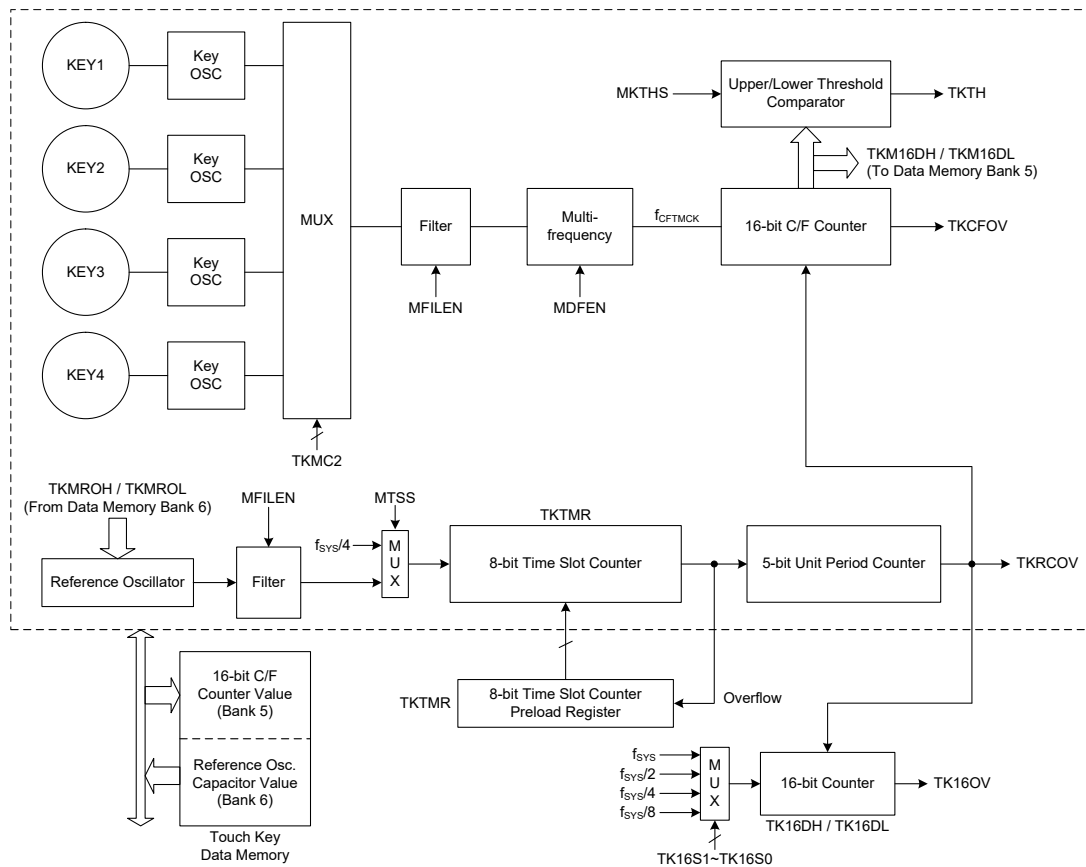 KEY1
Key
OSC
KEY2
Key
OSC
KEY3
Key
OSC
KEY4
Key
OSC
MUX
TKMC2
Filter
MFILEN
Multi-
frequency
MDFEN
fCFTMCK
MKTHS
Upper/Lower Threshold
Comparator
TKTH
TKM16DH / TKM16DL
(To Data Memory Bank 5)
16-bit C/F Counter
TKCFOV
TKMROH / TKMROL
(From Data Memory Bank 6)
Reference Oscillator
MFILEN
Filter
MTSS
fSYS/4
M
U
X
TKTMR
8-bit Time Slot Counter
5-bit Unit Period Counter
TKRCOV
TKTMR
8-bit Time Slot Counter
Preload Register
Overflow
16-bit C/F
Counter Value
(Bank 5)
Reference Osc.
Capacitor Value
(Bank 6)
Touch Key
Data Memory
fSYS
fSYS/2
fSYS/4
fSYS/8
M
U
X
TK16S1~TK16S0
16-bit Counter
TK16DH / TK16DL
TK16OV